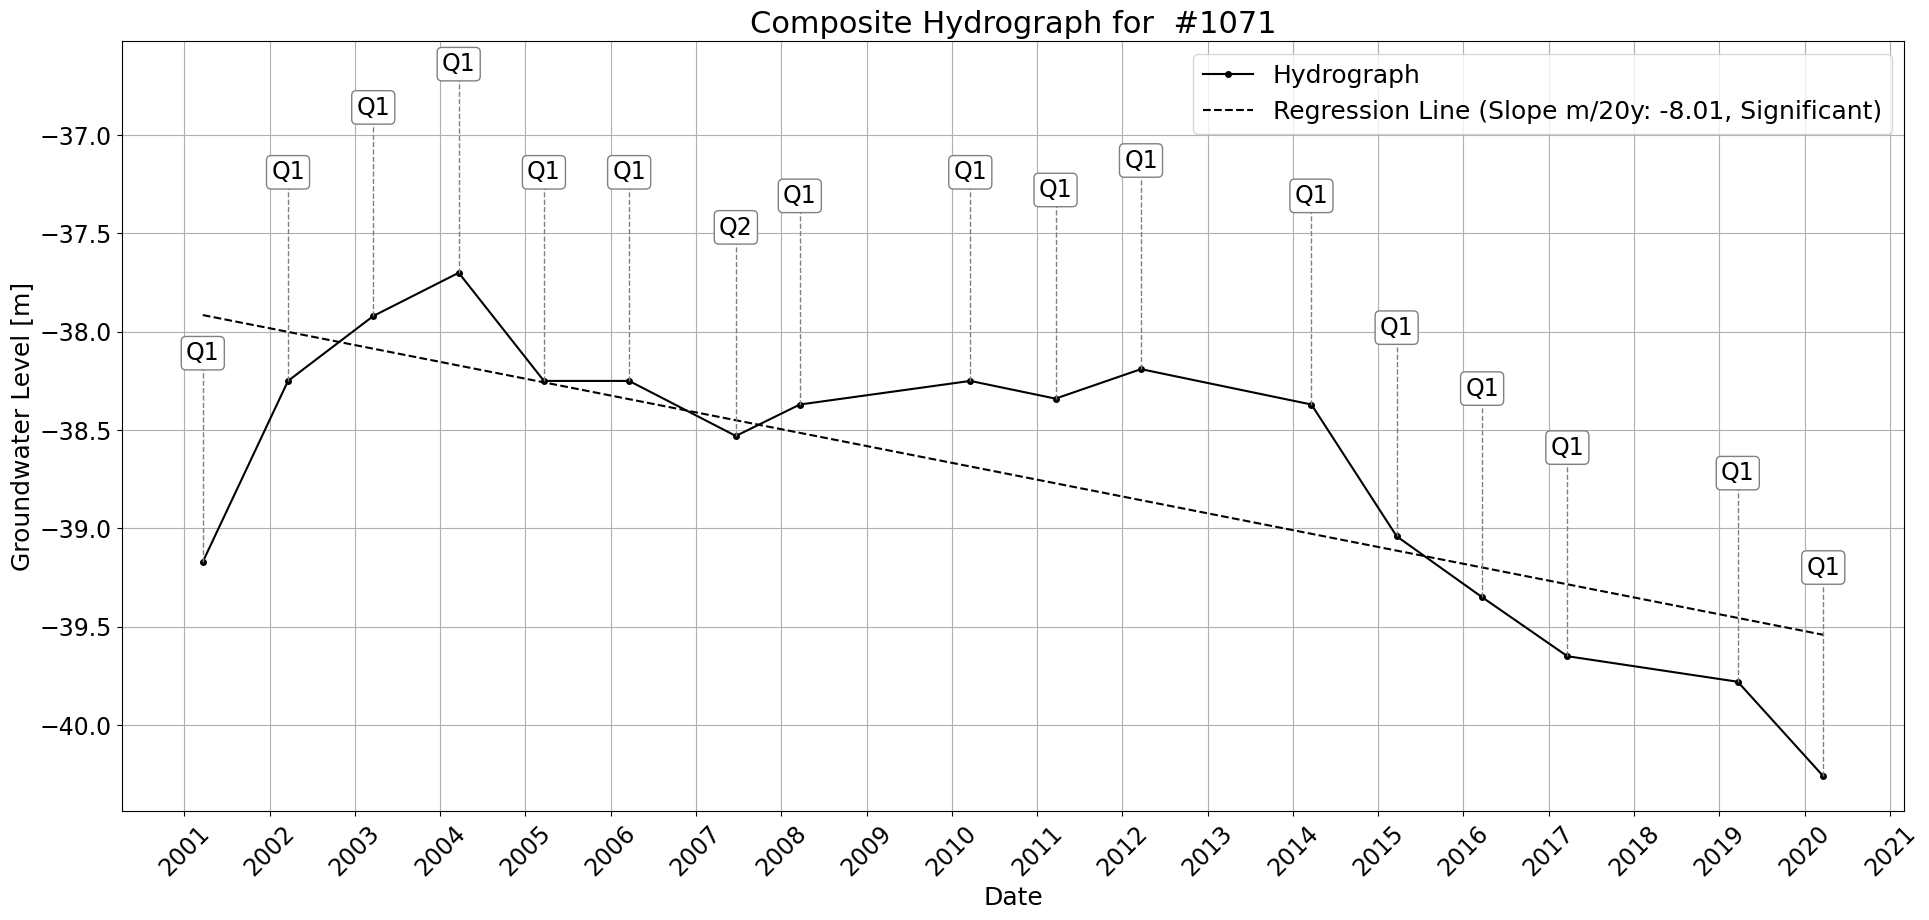 Composite Hydrograph for  #1071
Hydrograph
Regression Line (Slope m/20y: -8.01, Significant)
Groundwater Level [m]
−37.0
−37.5
−38.0
−38.5
−39.0
−39.5
−40.0
Q1
Q1
Q1
Q1
Q1
Q1
Q2
Q1
Q1
Q1
Q1
Q1
Q1
Q1
Q1
Q1
Q1
2001
2002
2003
2004
2005
2006
2007
2008
2009
2010
2011
2012
2013
2014
2015
2016
2017
2018
2019
2020
2021
Date